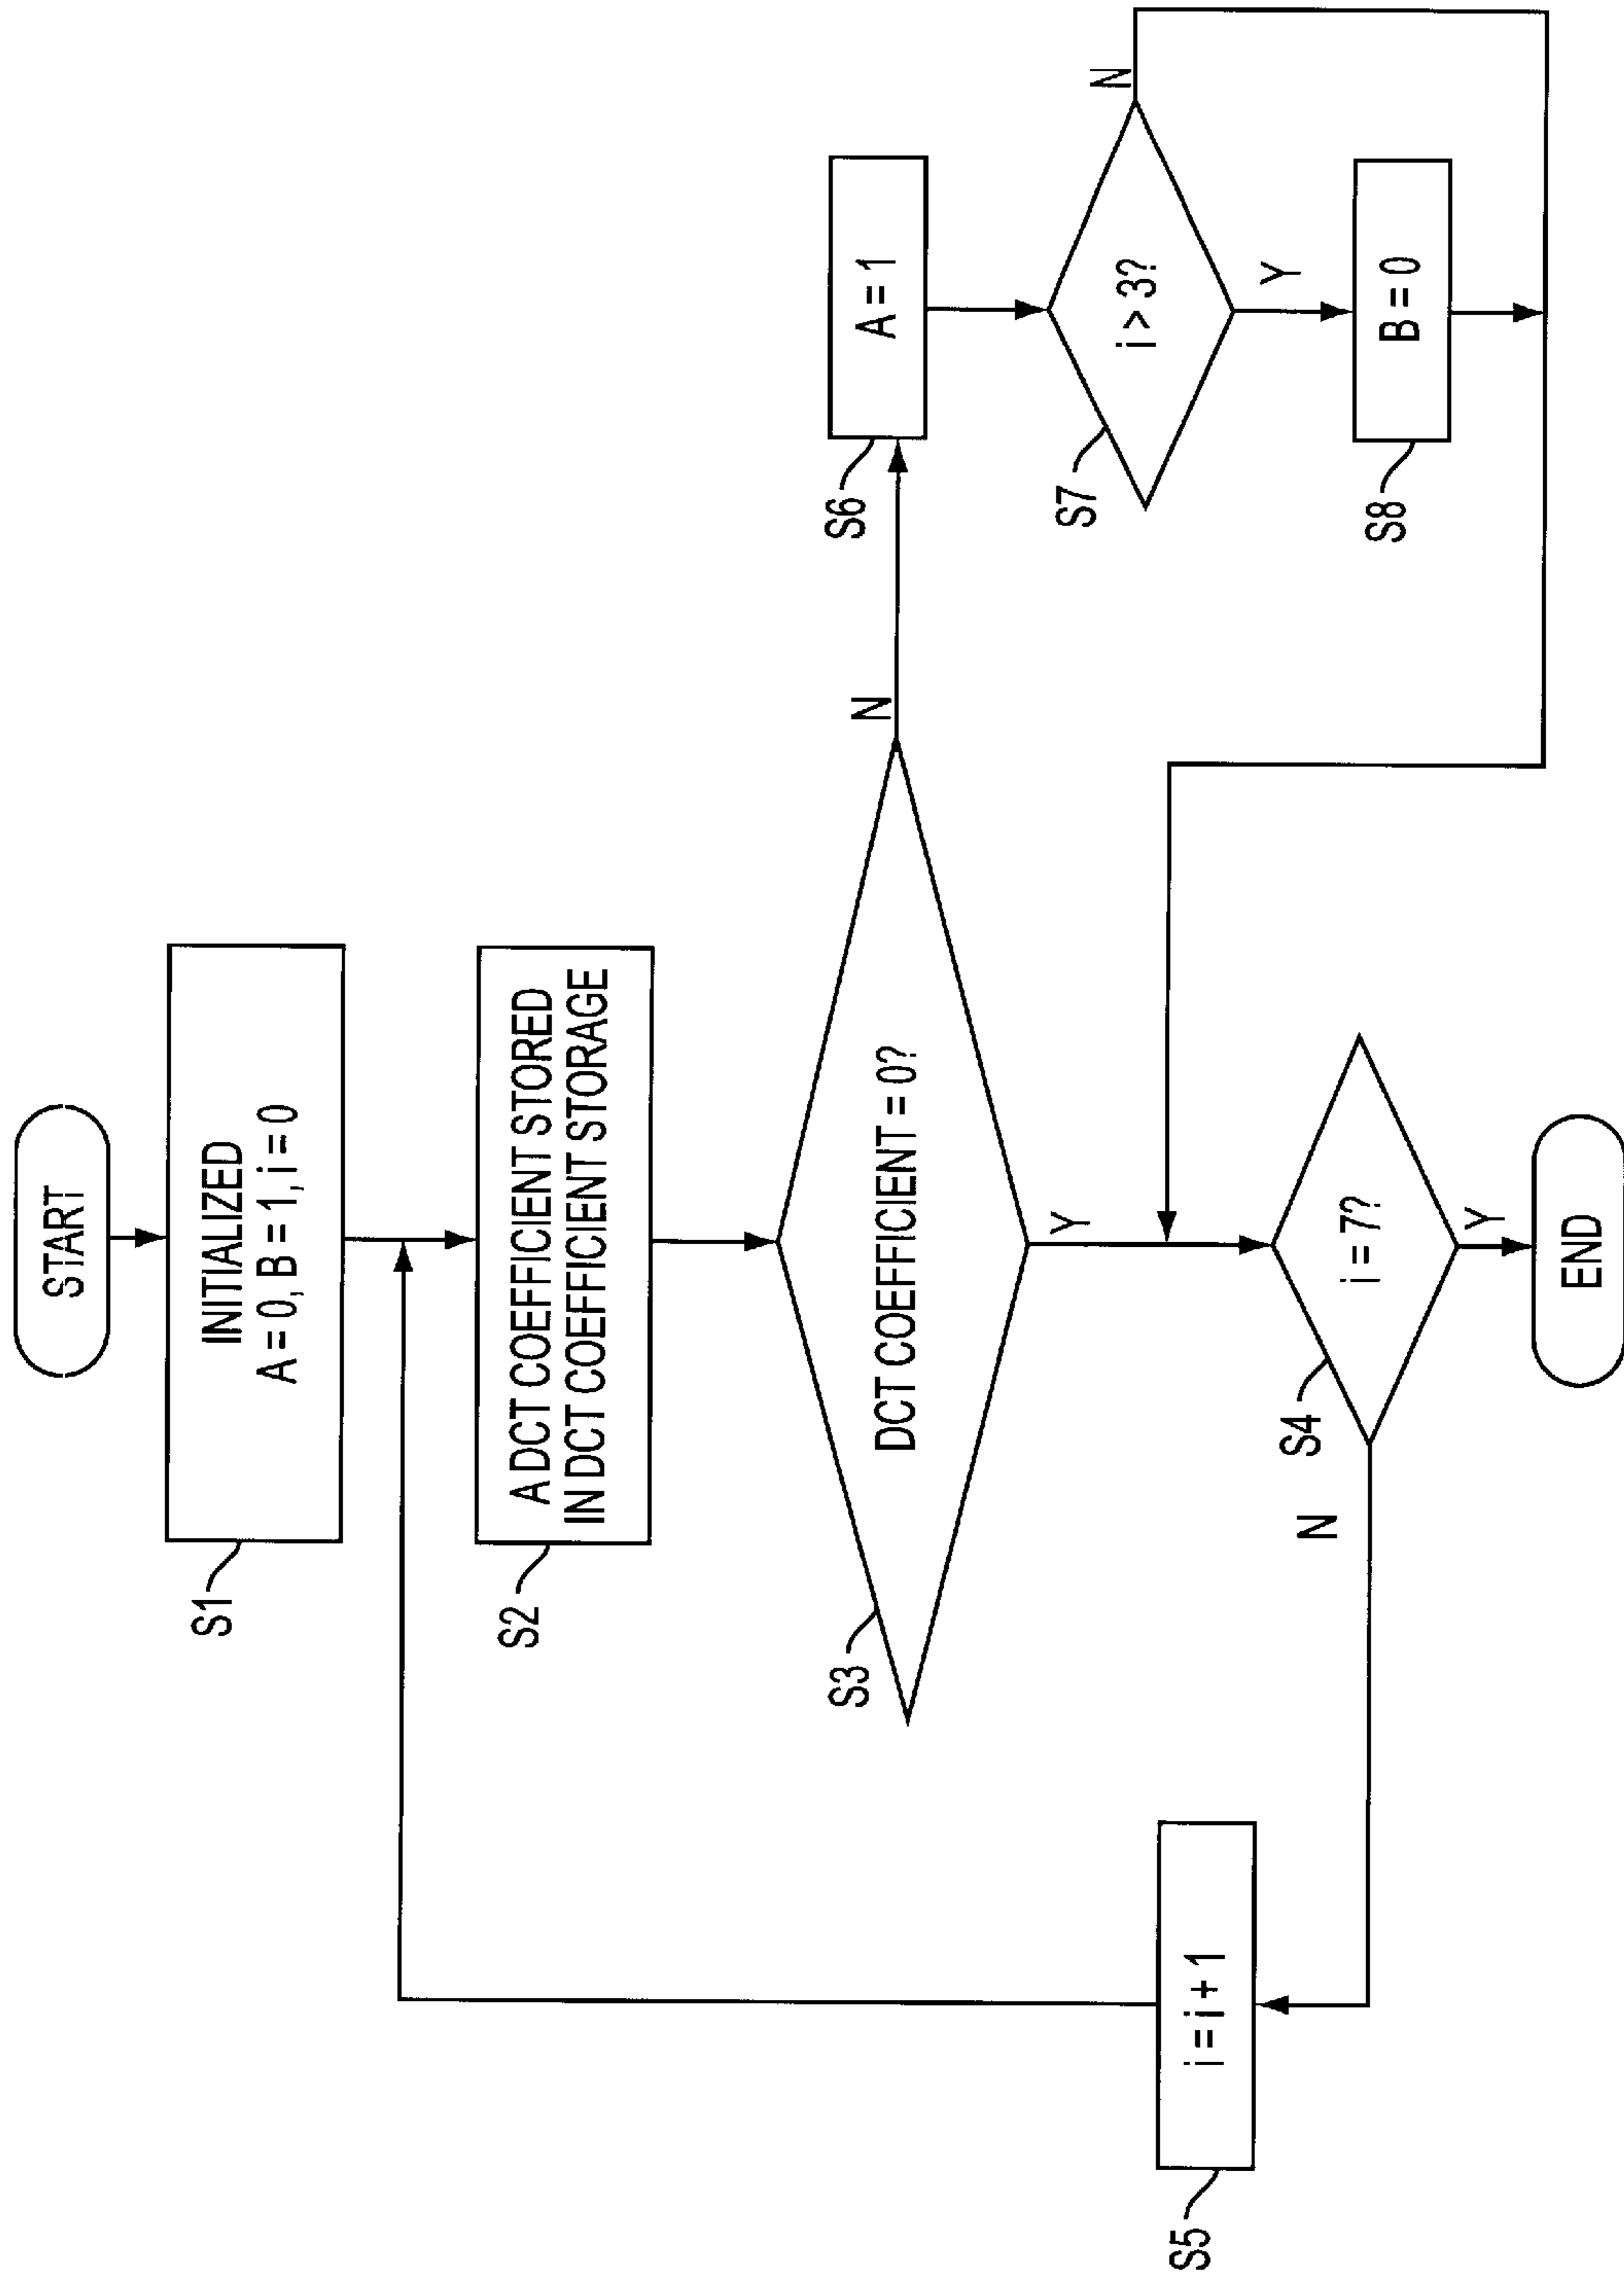 START
INITIALIZED
A = 0, B = 1, i = 0
S1
A DCT COEFFICIENT STORED
IN DCT COEFFICIENT STORAGE
S2
DCT COEFFICIENT = 0?
S3
N
Y
A = 1
S6
i > 3?
S7
N
Y
B = 0
S8
i = 7?
S4
N
Y
i = i + 1
S5
END